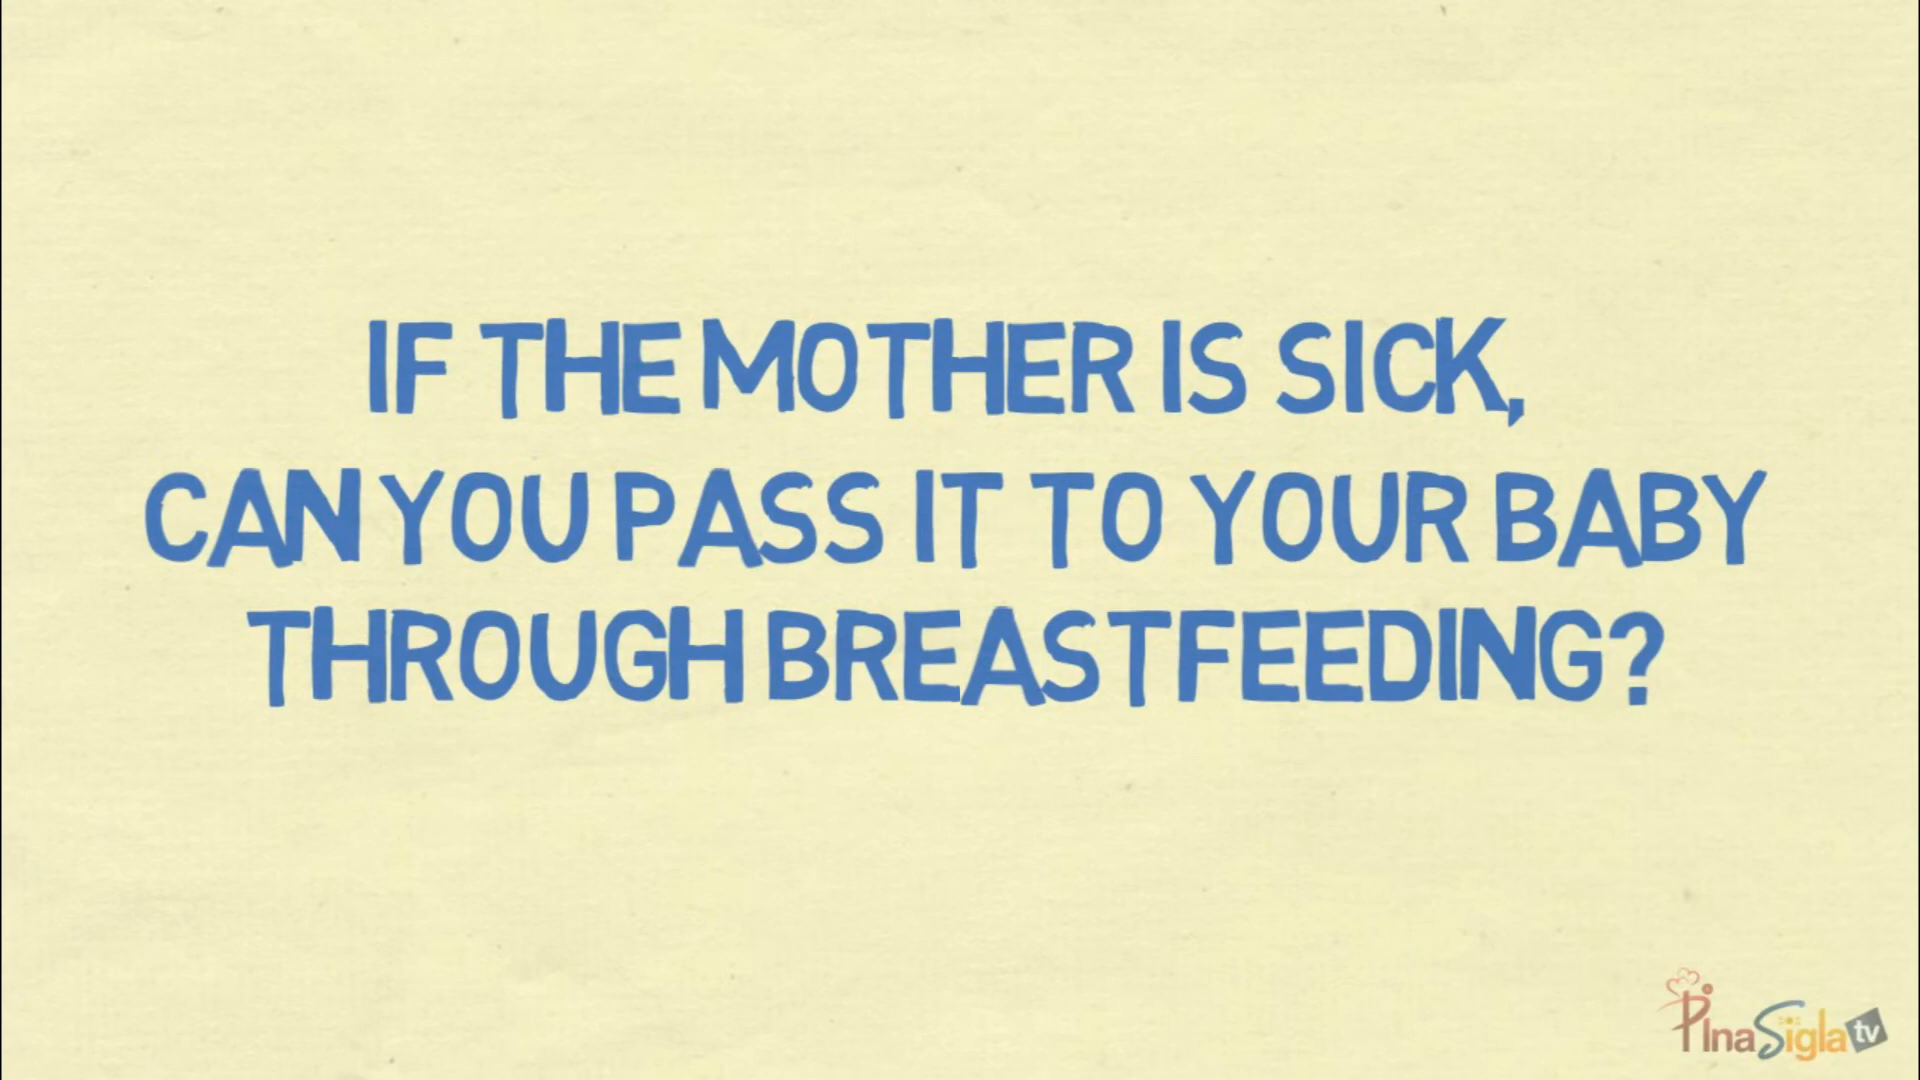 IF THE MOTHER IS SICK,
CAN YOU PASS IT TO YOUR BABY
THROUGH BREASTFEEDING?
PInaSigla tv